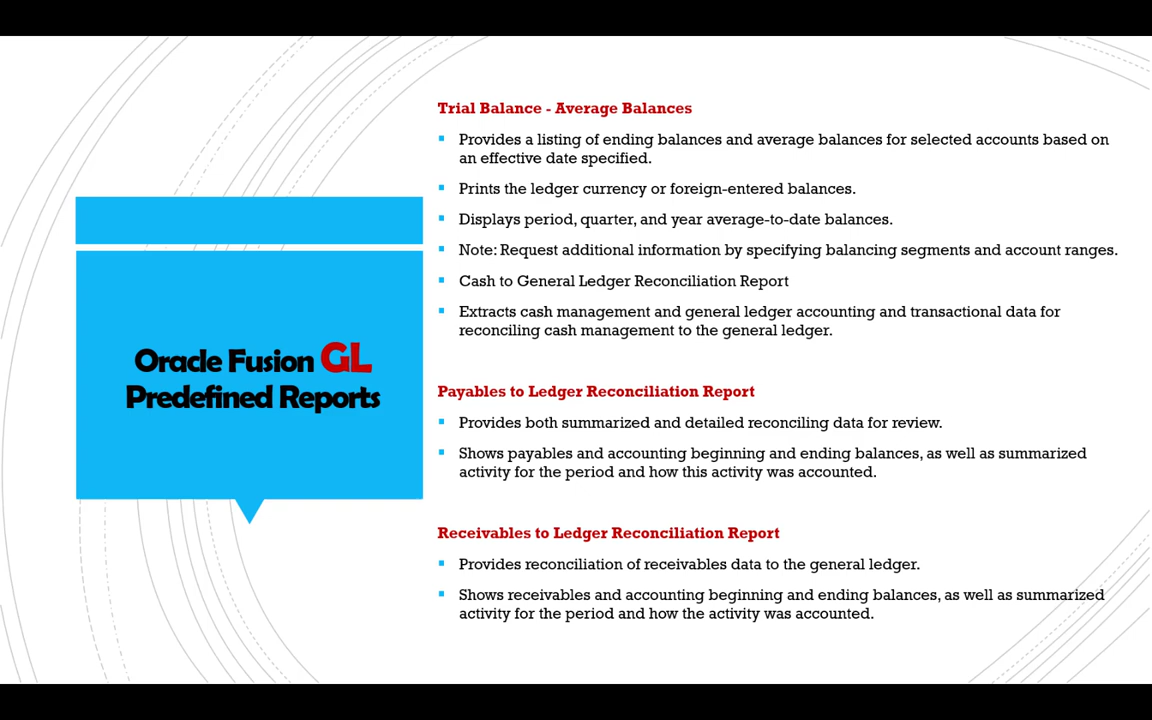 Oracle Fusion GL
Predefined Reports
Trial Balance - Average Balances
▪ Provides a listing of ending balances and average balances for selected accounts based on
an effective date specified.
▪ Prints the ledger currency or foreign-entered balances.
▪ Displays period, quarter, and year average-to-date balances.
▪ Note: Request additional information by specifying balancing segments and account ranges.
▪ Cash to General Ledger Reconciliation Report
▪ Extracts cash management and general ledger accounting and transactional data for
reconciling cash management to the general ledger.
Payables to Ledger Reconciliation Report
▪ Provides both summarized and detailed reconciling data for review.
▪ Shows payables and accounting beginning and ending balances, as well as summarized
activity for the period and how this activity was accounted.
Receivables to Ledger Reconciliation Report
▪ Provides reconciliation of receivables data to the general ledger.
▪ Shows receivables and accounting beginning and ending balances, as well as summarized
activity for the period and how the activity was accounted.